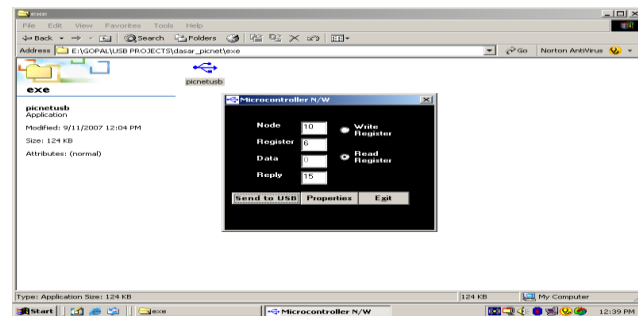 exe
File Edit View Favorites Tools Help
Back Search Folders
Address E:\GOPAL\USB PROJECTS\dasar_picnet\exe Go Norton AntiVirus
exe
picnetusb
picnetusb
Application
Modified: 9/11/2007 12:04 PM
Size: 124 KB
Attributes: (normal)
Microcontroller N/W
Node 10 Write Register
Register 6
Data 0 Read Register
Reply 15
Send to USB Properties Exit
Type: Application Size: 124 KB 124 KB My Computer
Start exe Microcontroller N/W 12:39 PM